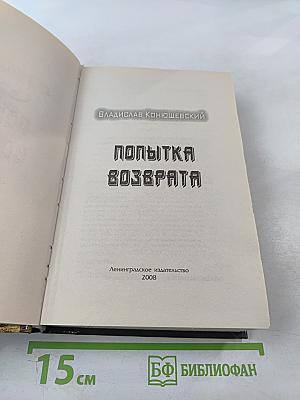 Владислав Конюшевский
ПОПЫТКА
ВОЗВРАТА
Ленинградское издательство
2008
15 см
БФ БИБЛИОФАН